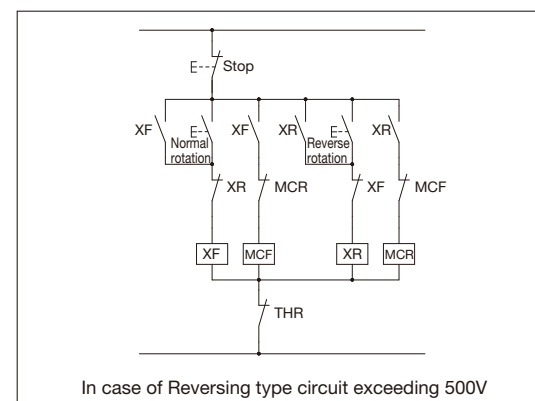 E Stop
XF E XF XR E XR
Normal rotation Reverse rotation
XR MCR XF MCF
XF MCF XR MCR
THR
In case of Reversing type circuit exceeding 500V